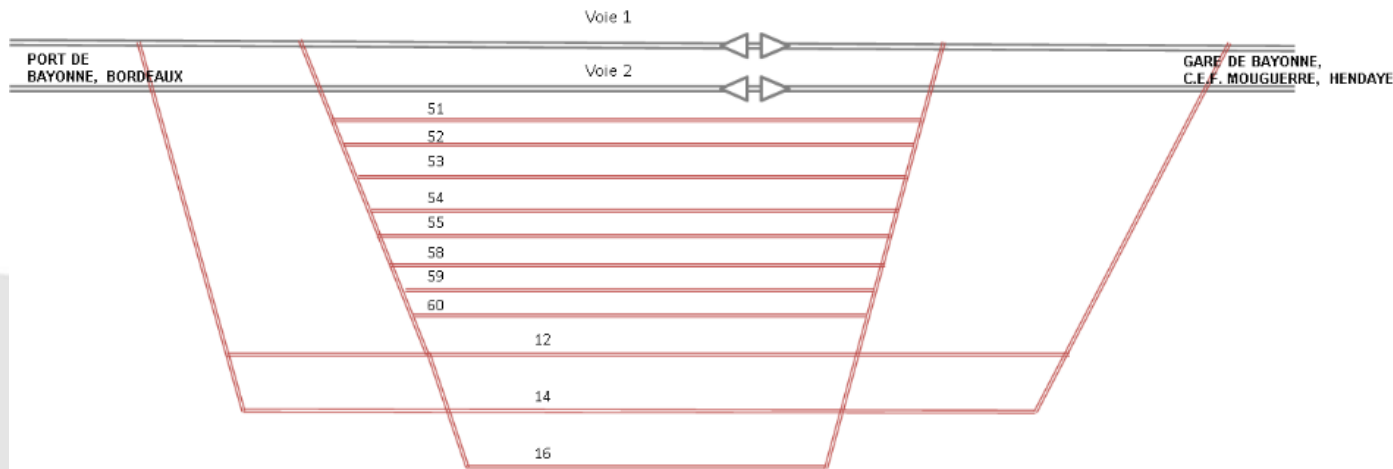 Voie 1
PORT DE
BAYONNE, BORDEAUX
GARE DE BAYONNE,
C.E.F. MOUGUERRE, HENDAYE
Voie 2
51
52
53
54
55
58
59
60
12
14
16